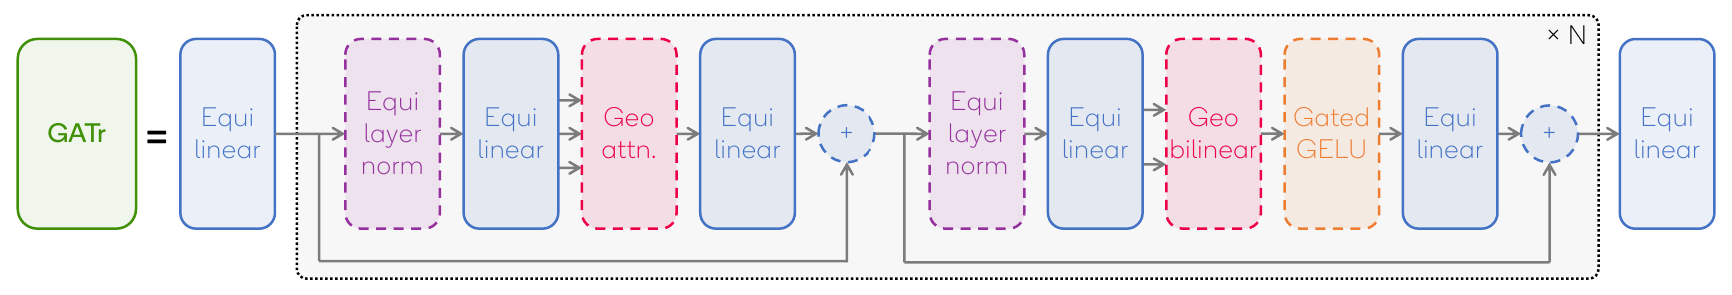 GATr
=
Equi
linear
Equi
layer
norm
Equi
linear
Geo
attn.
Equi
linear
+
Equi
layer
norm
Equi
linear
Geo
bilinear
Gated
GELU
Equi
linear
+
× N
Equi
linear